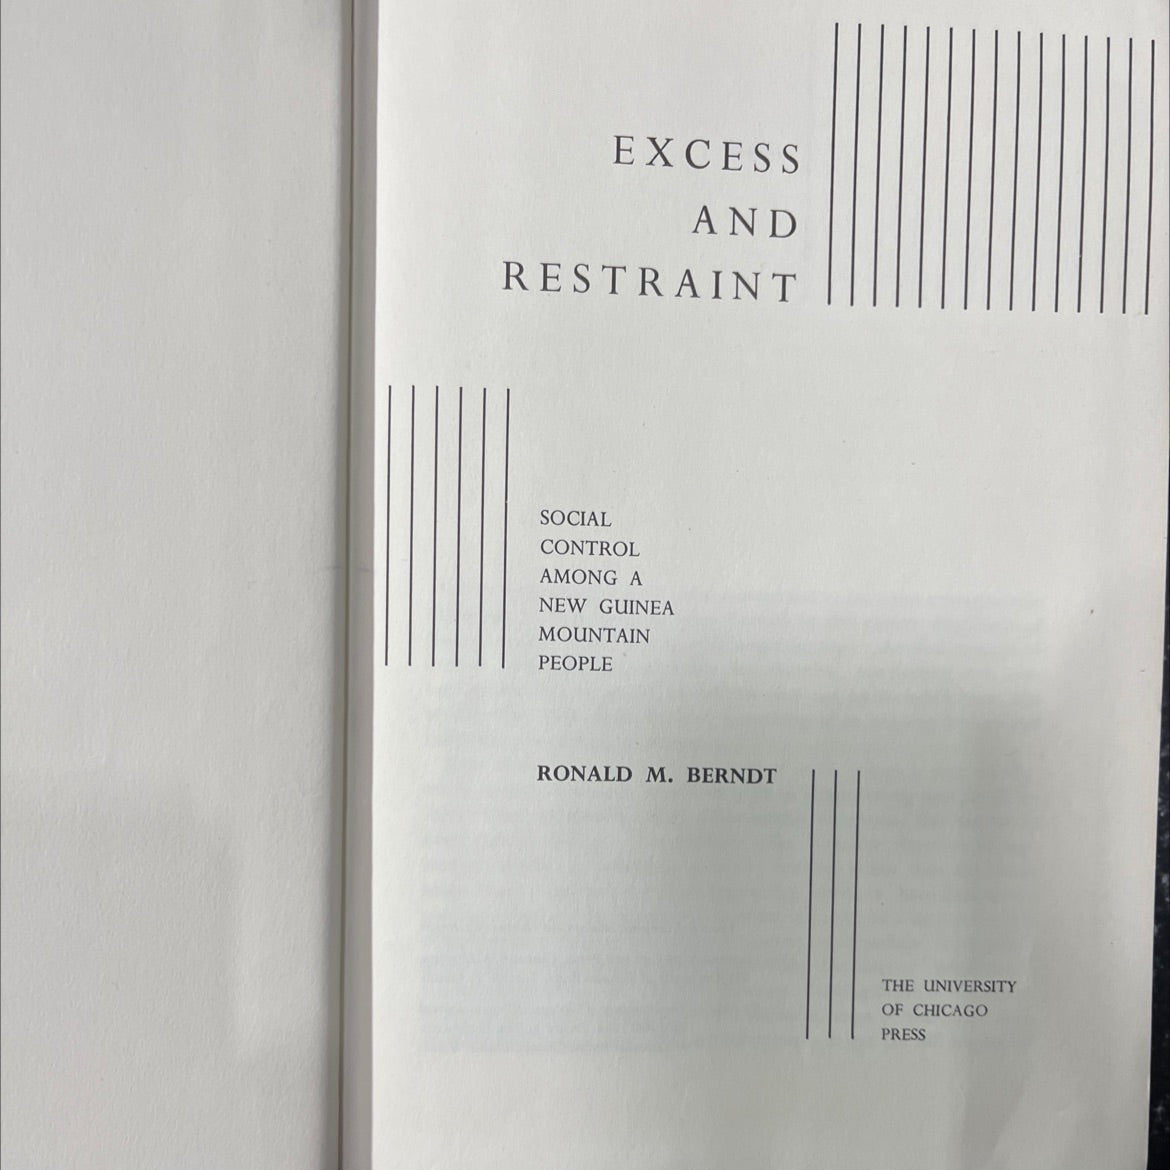 EXCESS
AND
RESTRAINT
SOCIAL
CONTROL
AMONG A
NEW GUINEA
MOUNTAIN
PEOPLE
RONALD M. BERNDT
THE UNIVERSITY
OF CHICAGO
PRESS